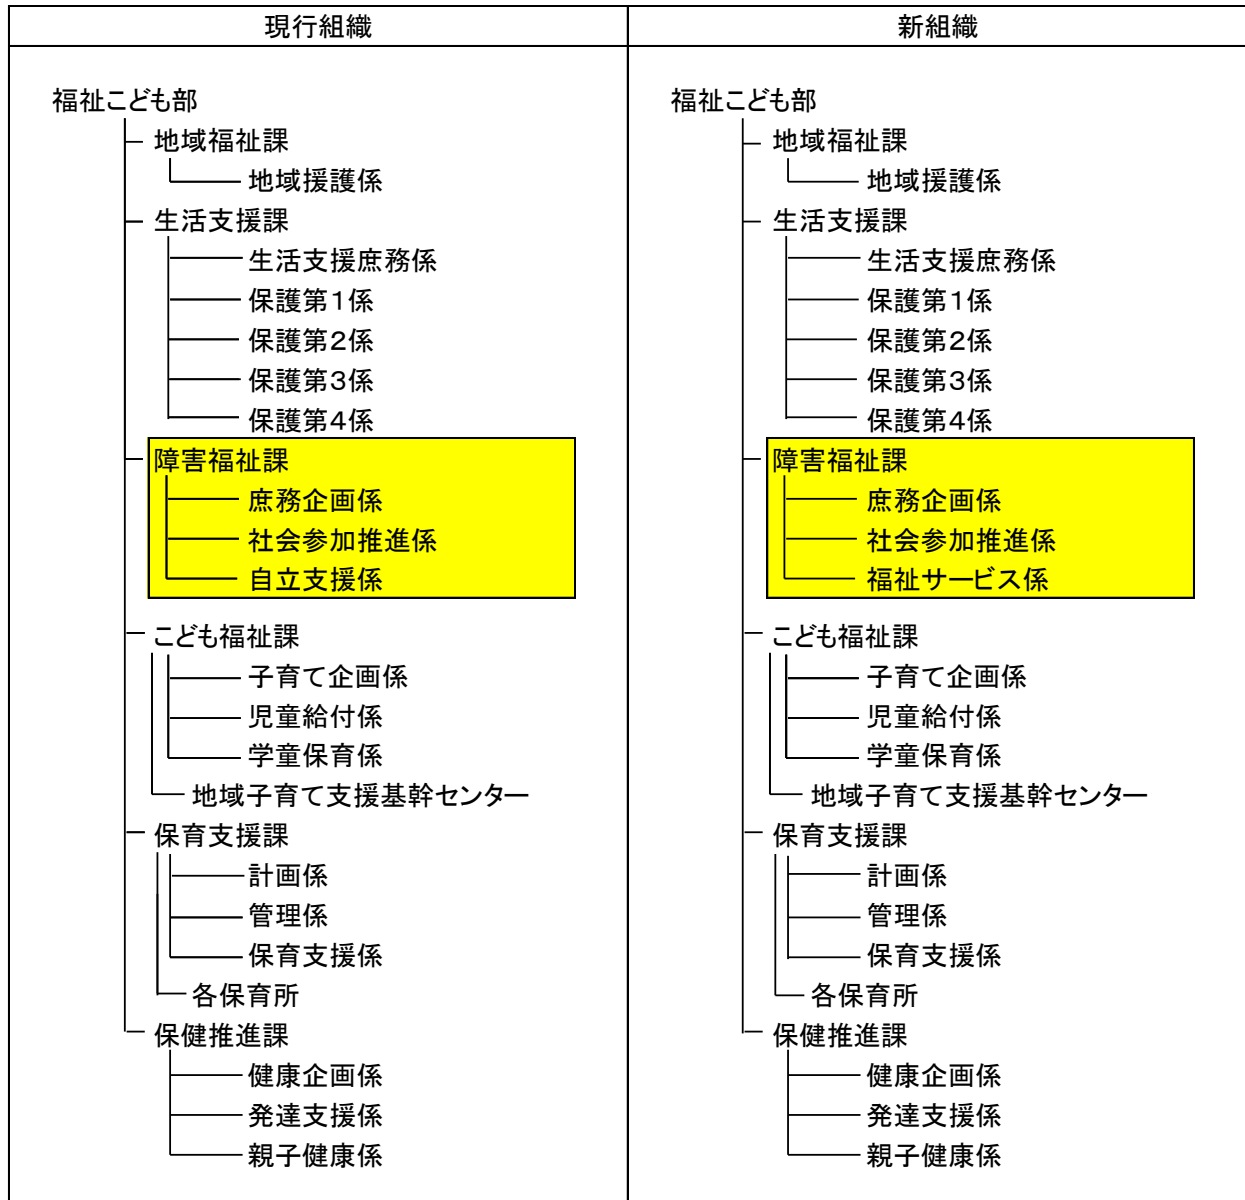 現行組織
福祉こども部
地域福祉課
地域援護係
生活支援課
生活支援庶務係
保護第1係
保護第2係
保護第3係
保護第4係
障害福祉課
庶務企画係
社会参加推進係
自立支援係
こども福祉課
子育て企画係
児童給付係
学童保育係
地域子育て支援基幹センター
保育支援課
計画係
管理係
保育支援係
各保育所
保健推進課
健康企画係
発達支援係
親子健康係
新組織
福祉こども部
地域福祉課
地域援護係
生活支援課
生活支援庶務係
保護第1係
保護第2係
保護第3係
保護第4係
障害福祉課
庶務企画係
社会参加推進係
福祉サービス係
こども福祉課
子育て企画係
児童給付係
学童保育係
地域子育て支援基幹センター
保育支援課
計画係
管理係
保育支援係
各保育所
保健推進課
健康企画係
発達支援係
親子健康係